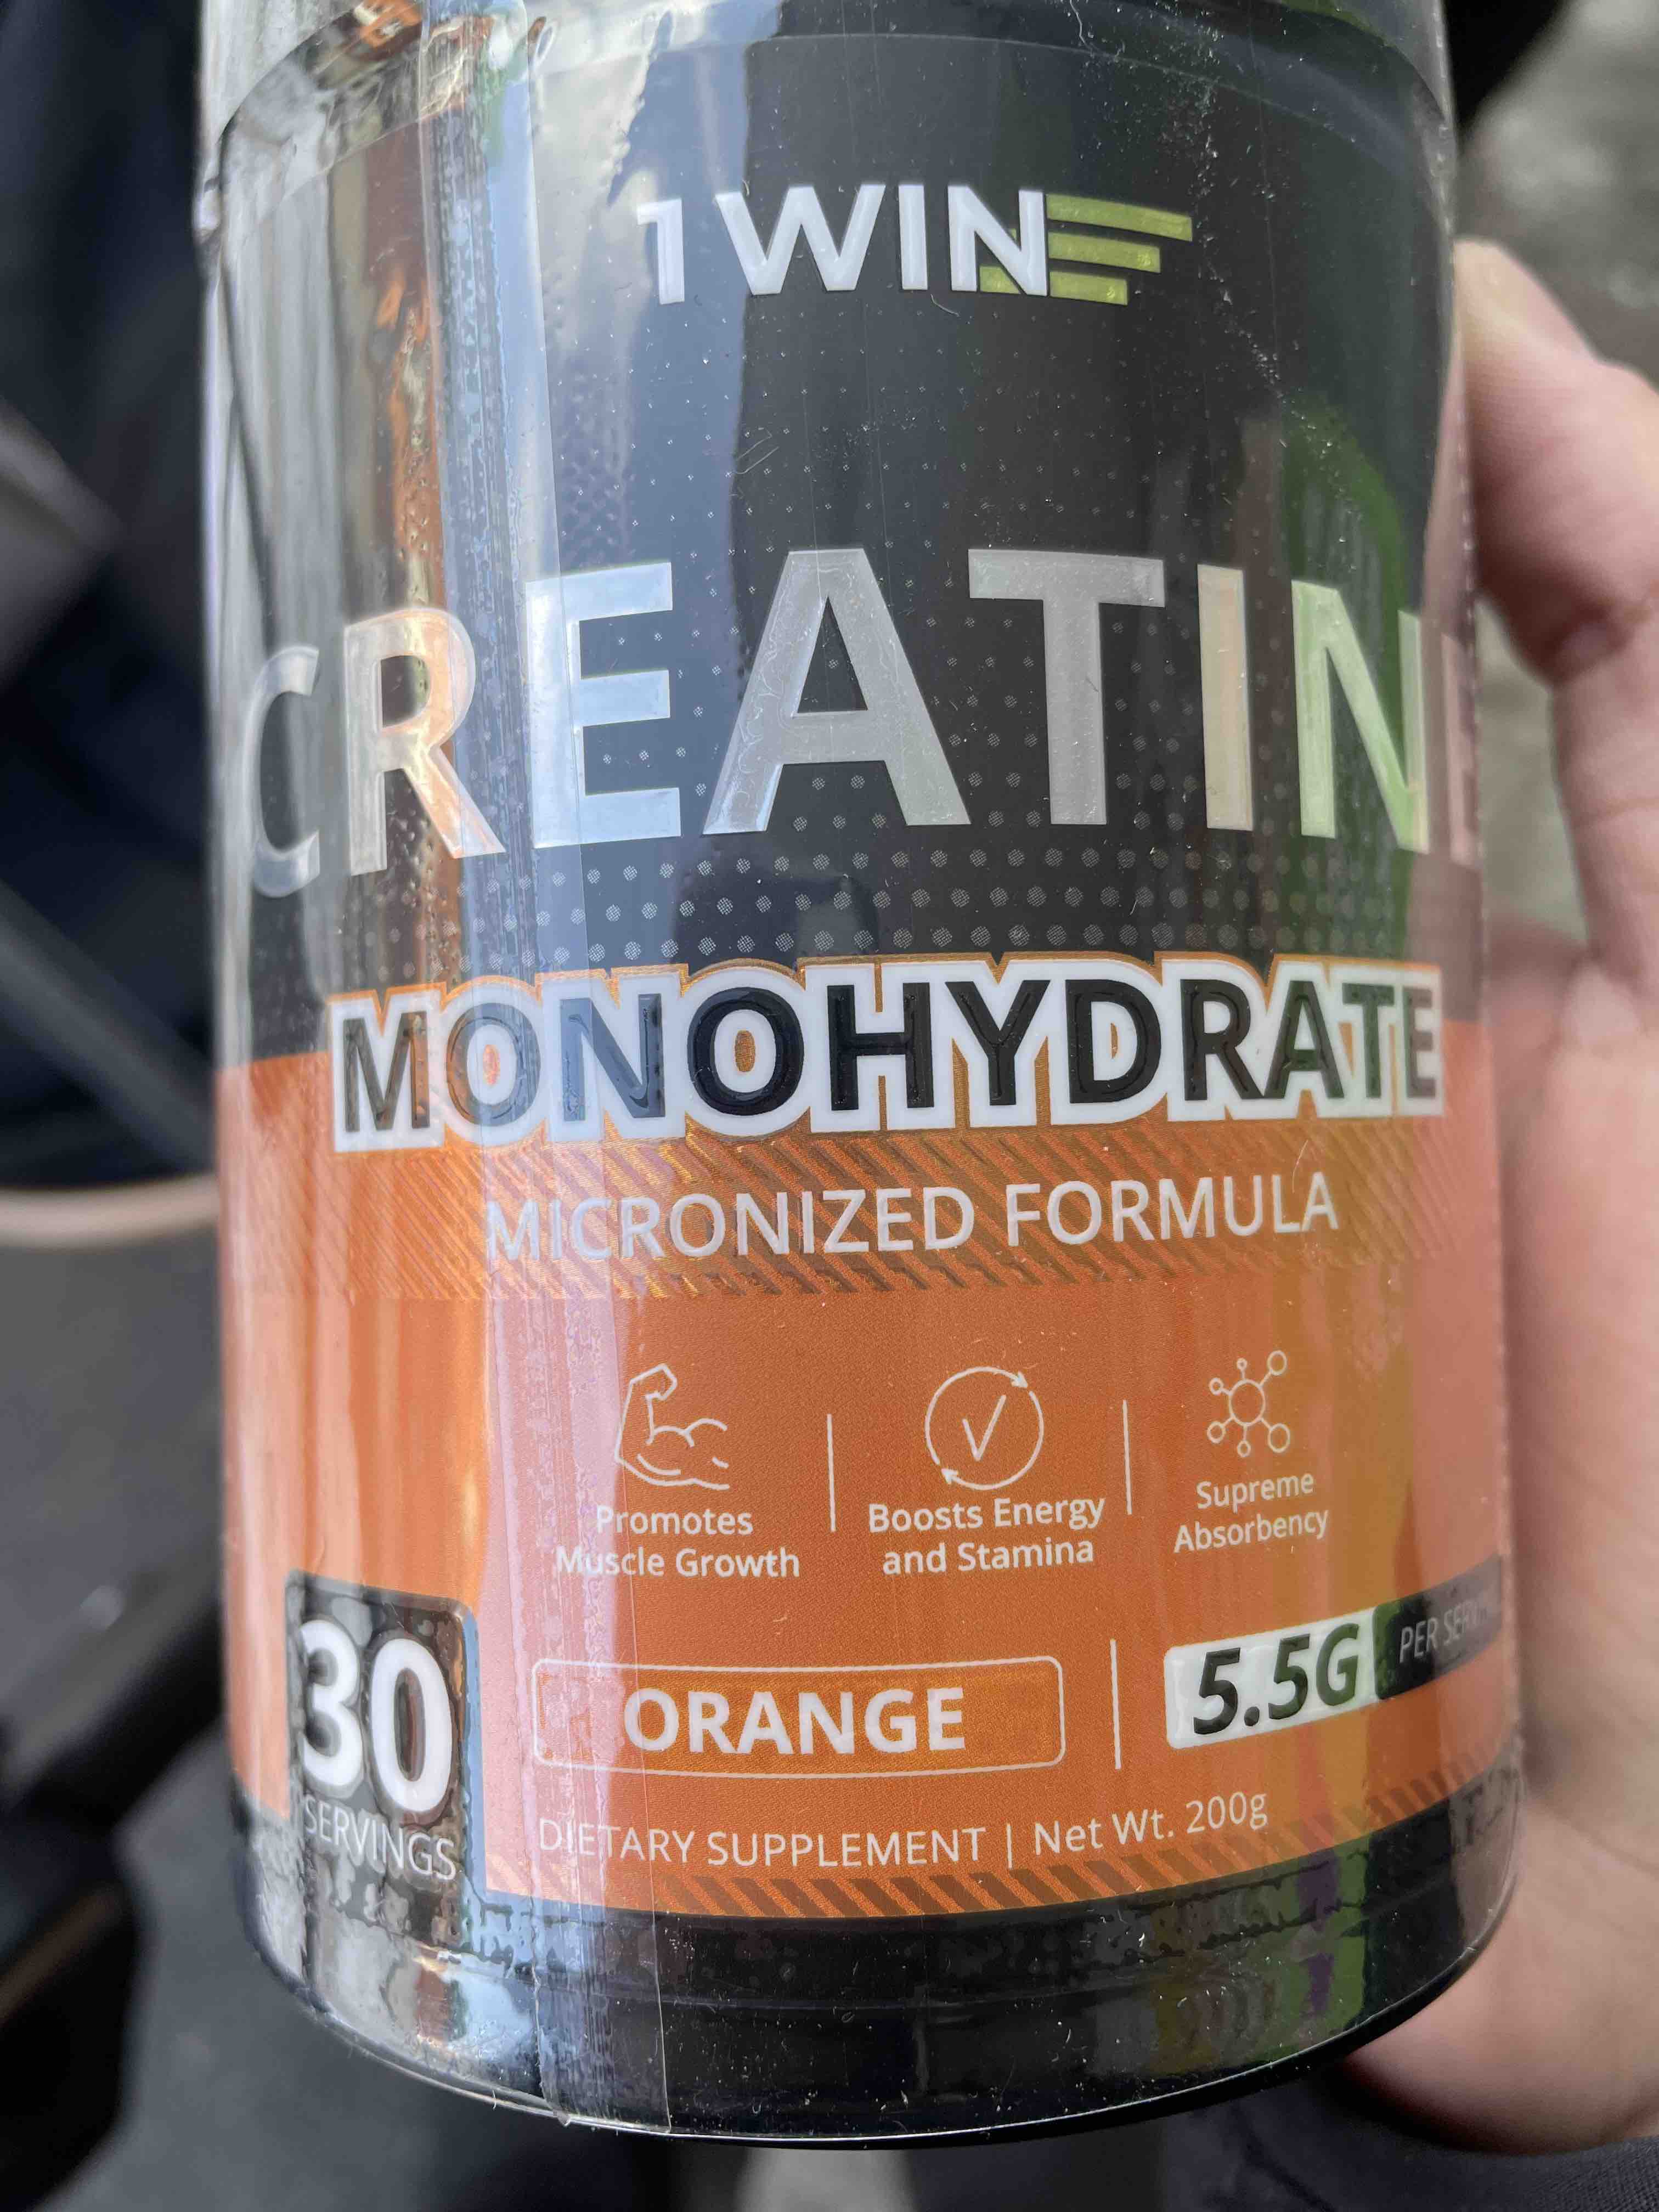 1WIN
CREATIN
MONOHYDRATE
MICRONIZED FORMULA
Promotes
Muscle Growth
Boosts Energy
and Stamina
Supreme
Absorbency
30
SERVINGS
ORANGE
5.5G PER
DIETARY SUPPLEMENT | Net Wt. 200g